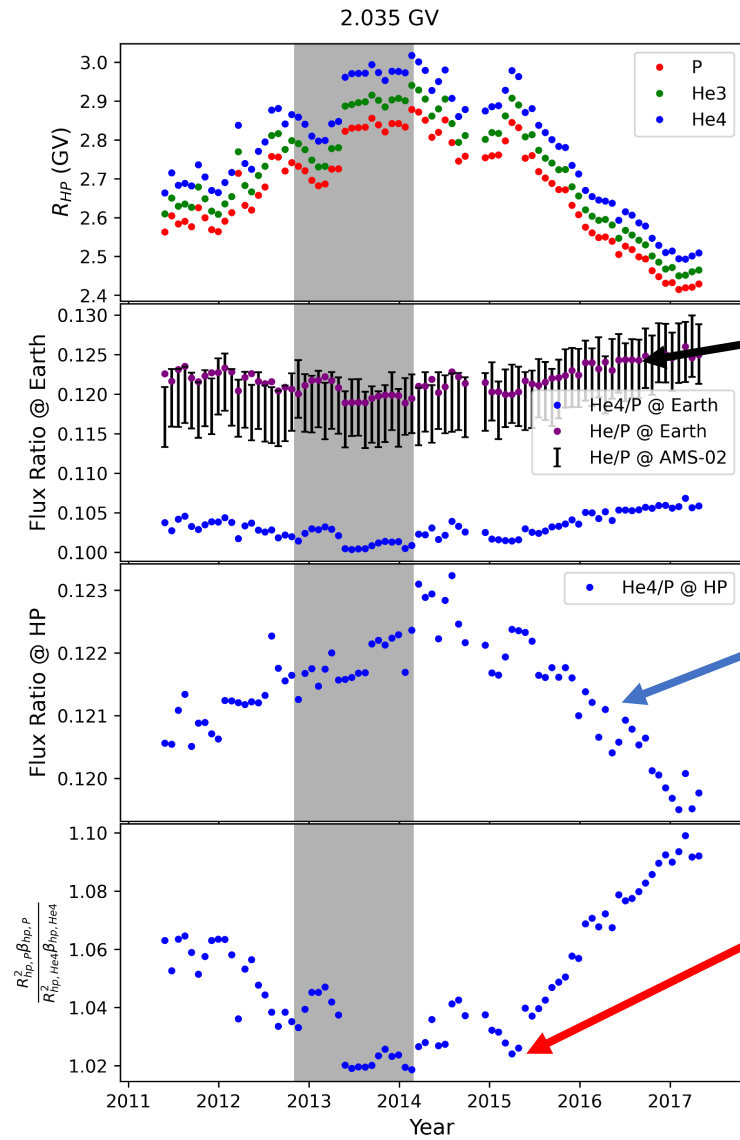 2.035 GV
R_HP (GV)
3.0
2.9
2.8
2.7
2.6
2.5
2.4
P
He3
He4
Flux Ratio @ Earth
0.130
0.125
0.120
0.115
0.110
0.105
0.100
He4/P @ Earth
He/P @ Earth
He/P @ AMS-02
Flux Ratio @ HP
0.123
0.122
0.121
0.120
He4/P @ HP
R²hp,Pβhp,P
R²hp,He4βhp,He4
1.10
1.08
1.06
1.04
1.02
2011 2012 2013 2014 2015 2016 2017
Year